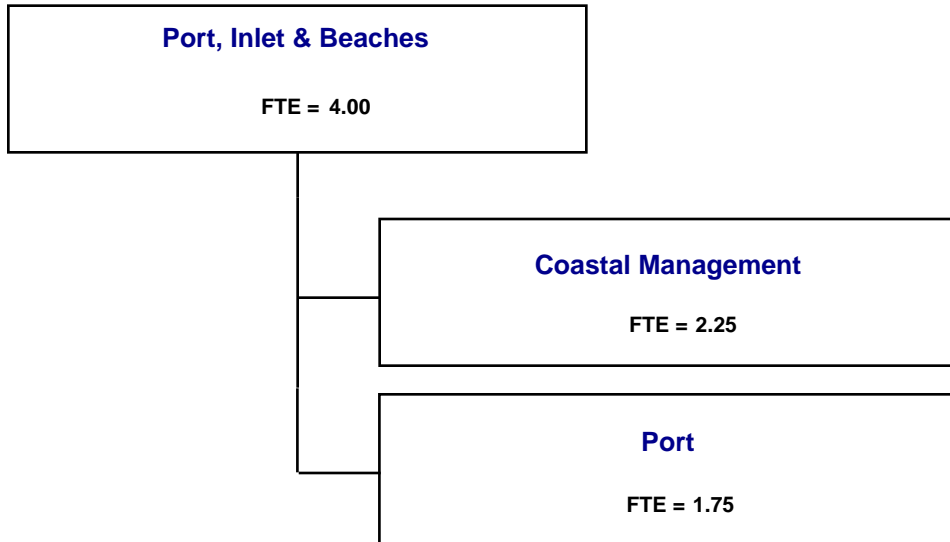 Port, Inlet & Beaches
FTE = 4.00
Coastal Management
FTE = 2.25
Port
FTE = 1.75